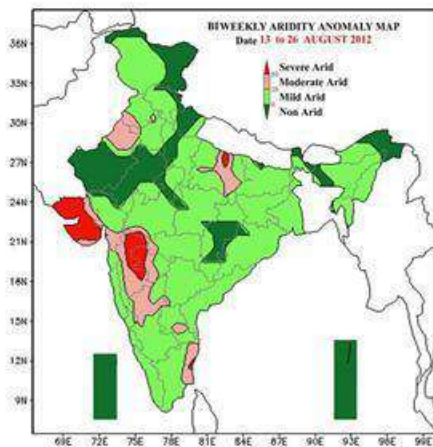 BIWEEKLY ARIDITY ANOMALY MAP
Date 13 to 26 AUGUST 2012
Severe Arid
Moderate Arid
Mild Arid
Non Arid
36N
33N
30N
27N
24N
21N
18N
15N
12N
9N
69E 72E 75E 78E 81E 84E 87E 90E 93E 96E 99E